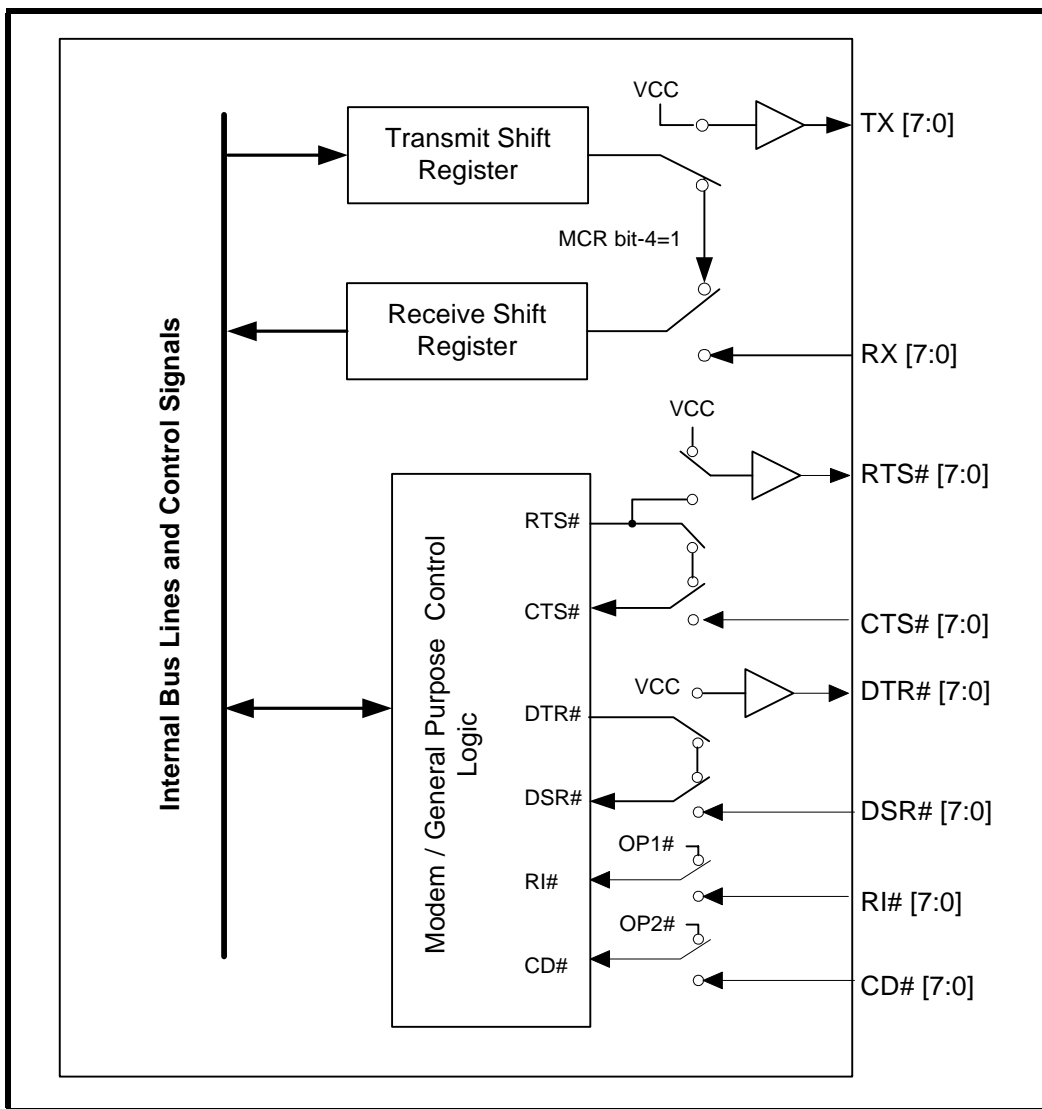 VCC
TX [7:0]
Transmit Shift
Register
MCR bit-4=1
Receive Shift
Register
RX [7:0]
Internal Bus Lines and Control Signals
VCC
RTS# [7:0]
Modem / General Purpose Control
Logic
RTS#
CTS#
CTS# [7:0]
VCC
DTR# [7:0]
DTR#
DSR#
DSR# [7:0]
OP1#
RI#
RI# [7:0]
OP2#
CD#
CD# [7:0]